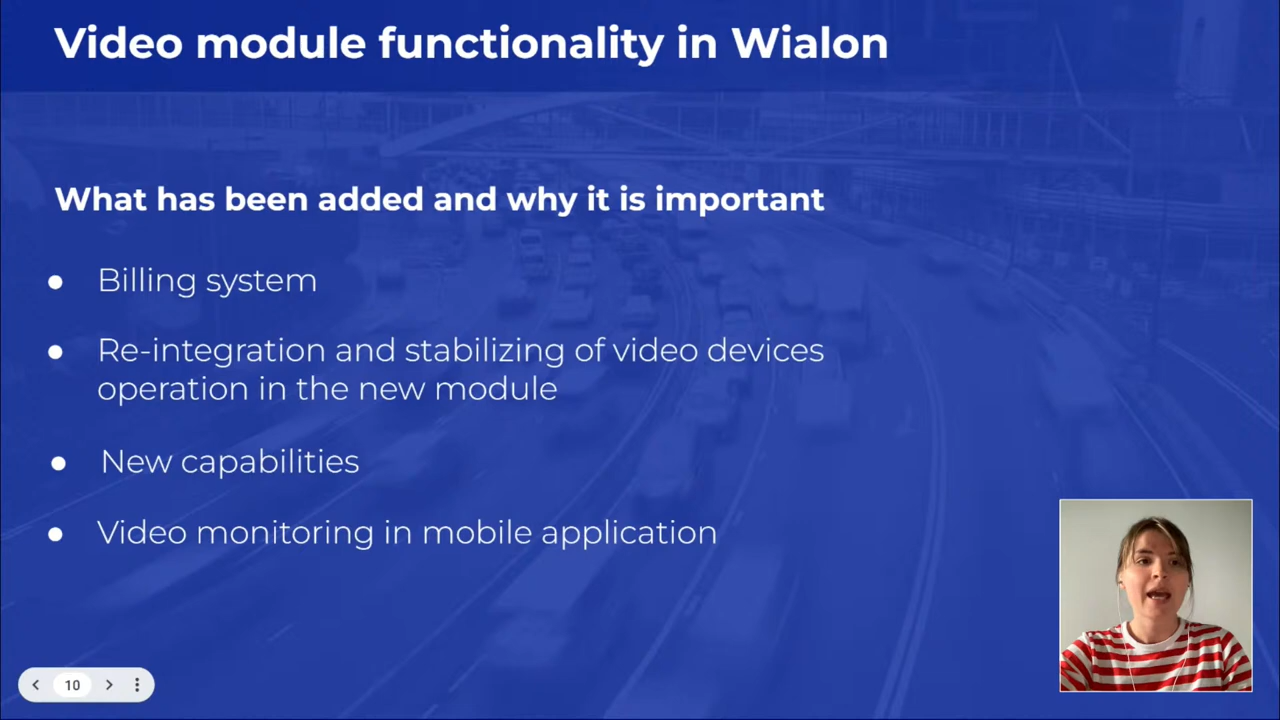 Video module functionality in Wialon
What has been added and why it is important
● Billing system
● Re-integration and stabilizing of video devices
operation in the new module
● New capabilities
● Video monitoring in mobile application
10